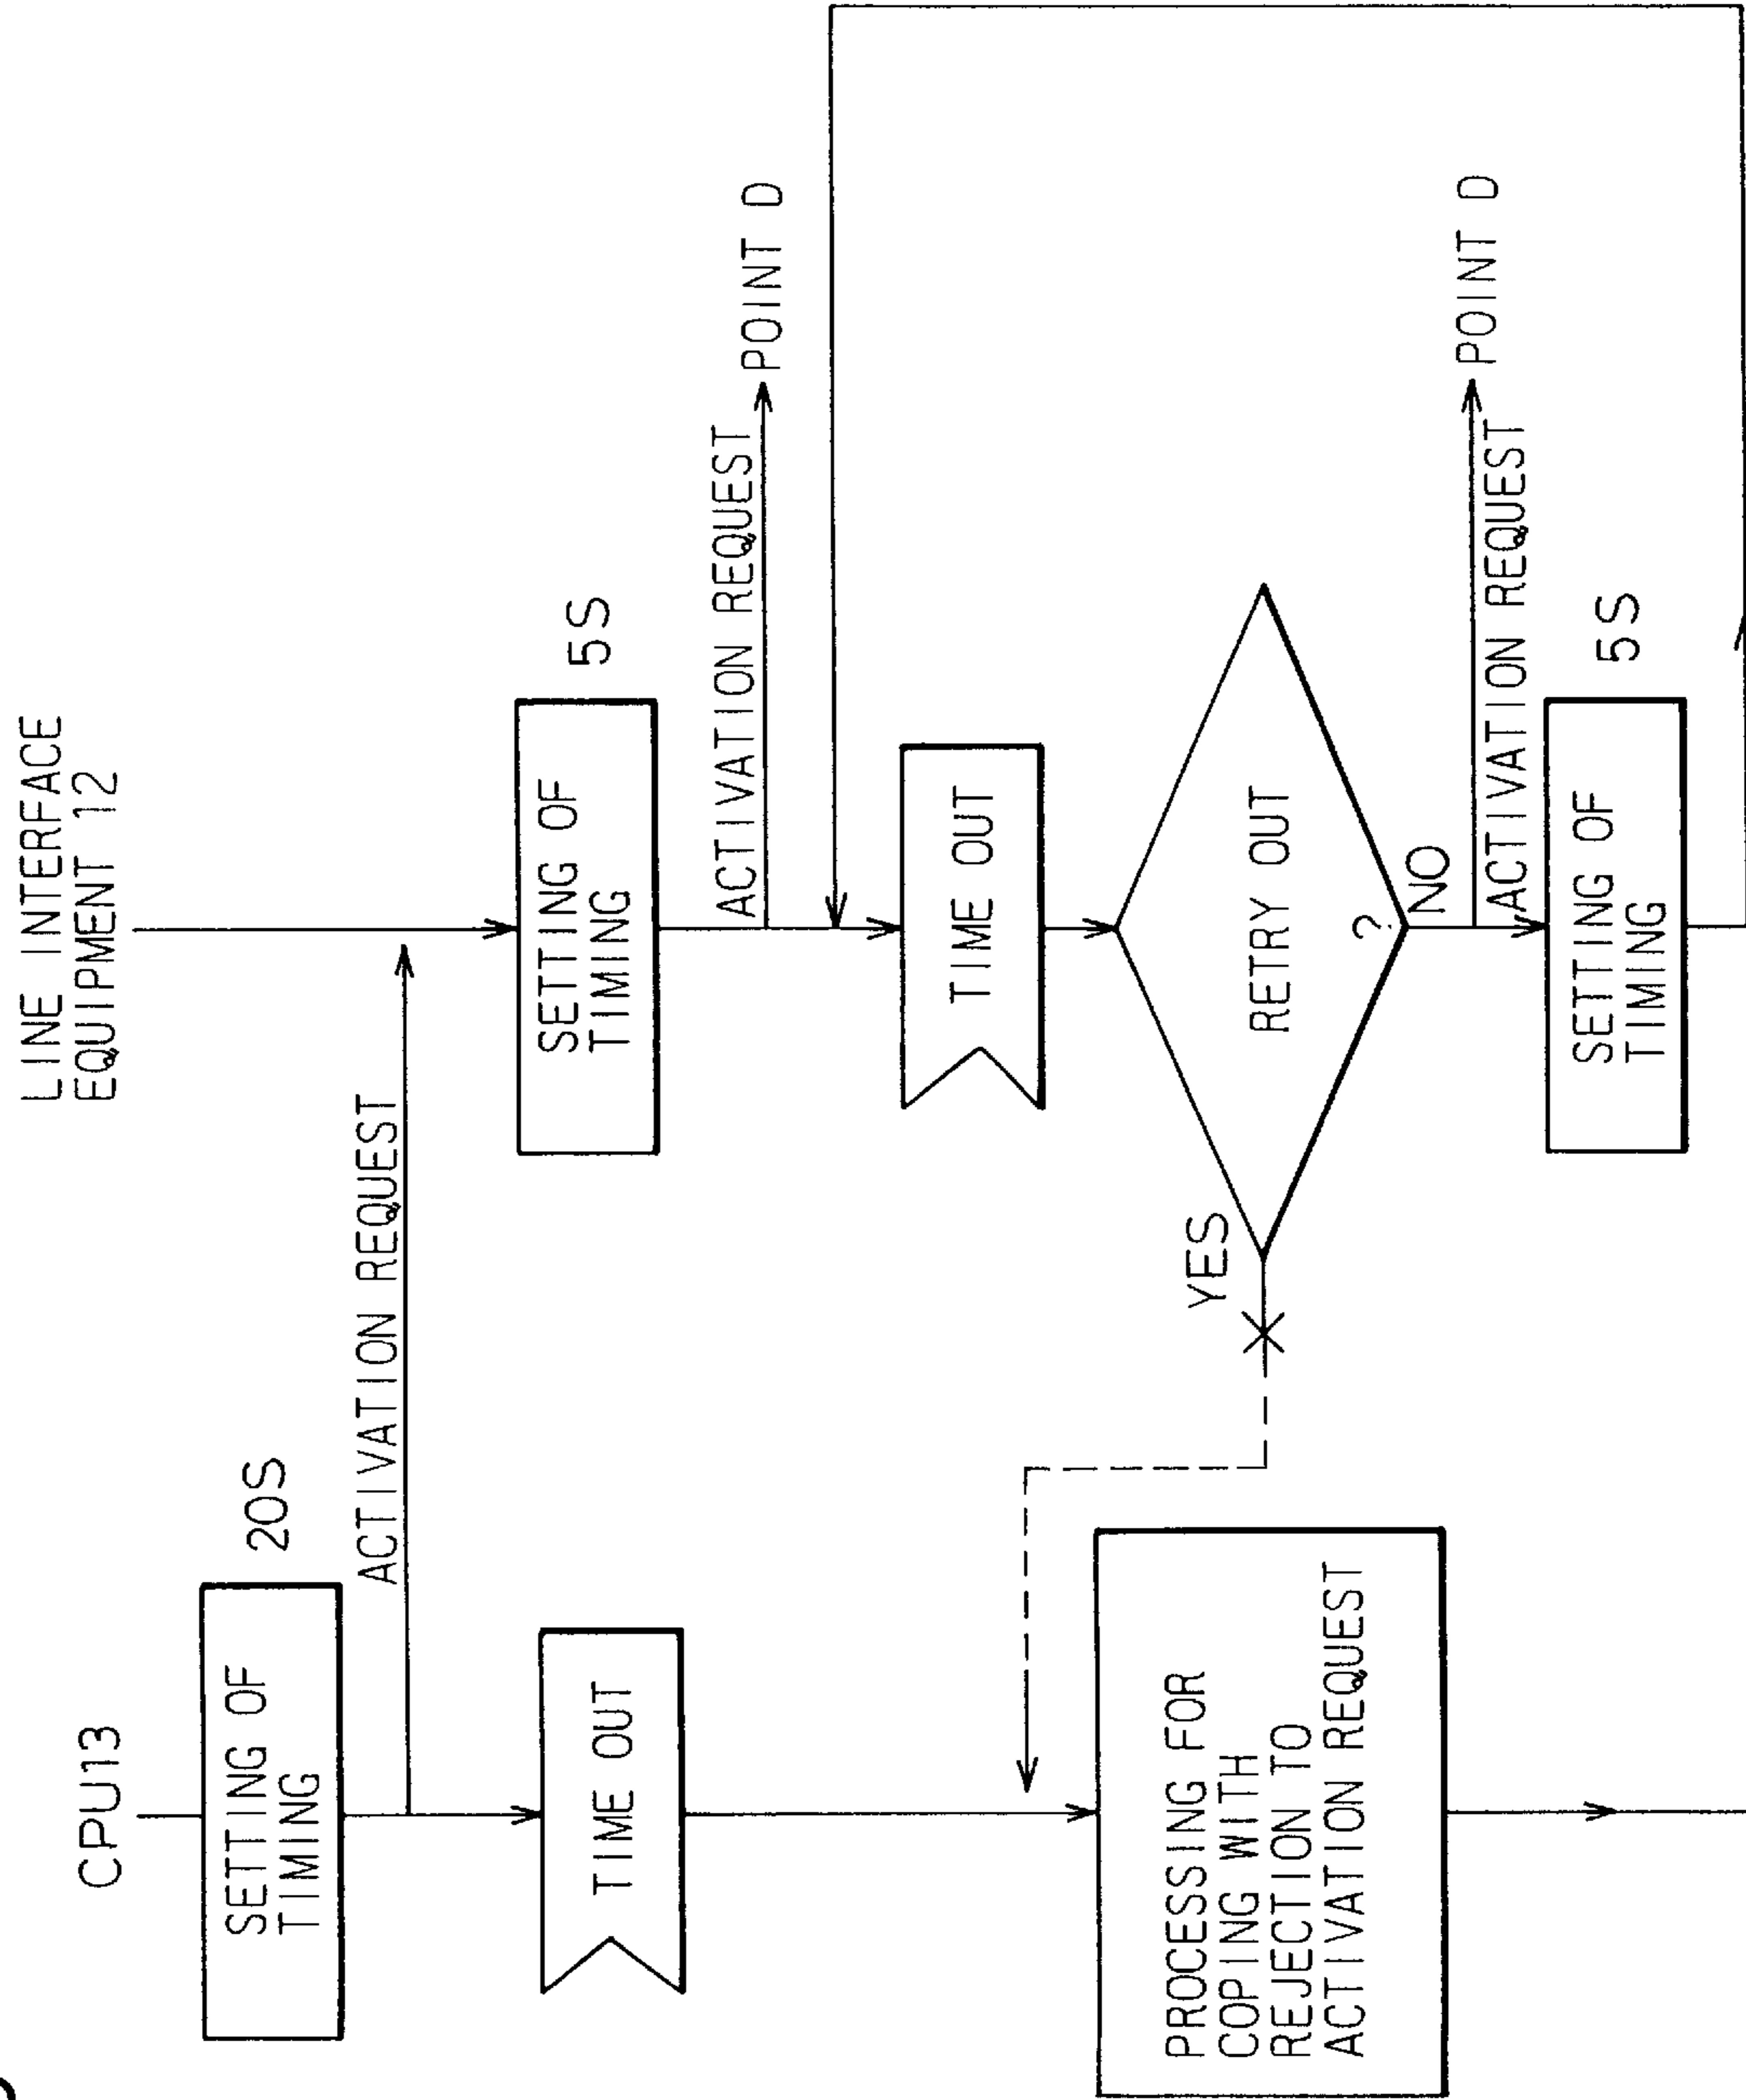 CPU13
SETTING OF
TIMING
20S
ACTIVATION REQUEST
TIME OUT
PROCESSING FOR
COPING WITH
REJECTION TO
ACTIVATION REQUEST
LINE INTERFACE
EQUIPMENT 12
SETTING OF
TIMING
5S
ACTIVATION REQUEST
POINT D
TIME OUT
RETRY OUT
?
YES
NO
ACTIVATION REQUEST
POINT D
SETTING OF
TIMING
5S